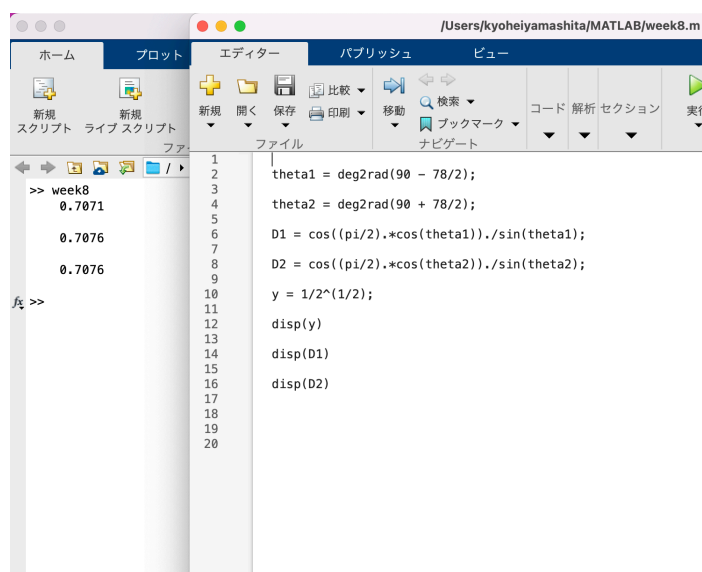 /Users/kyoheiyamashita/MATLAB/week8.m
ホーム プロット
エディター パブリッシュ ビュー
新規
スクリプト
新規
ライブ スクリプト
新規 開く 保存
比較
印刷
移動
検索
ブックマーク
コード 解析 セクション
ファイル ナビゲート
/
>> week8
0.7071
0.7076
0.7076
fx >>
1
2 theta1 = deg2rad(90 - 78/2);
3
4 theta2 = deg2rad(90 + 78/2);
5
6 D1 = cos((pi/2).*cos(theta1))./sin(theta1);
7
8 D2 = cos((pi/2).*cos(theta2))./sin(theta2);
9
10 y = 1/2^(1/2);
11
12 disp(y)
13
14 disp(D1)
15
16 disp(D2)
17
18
19
20